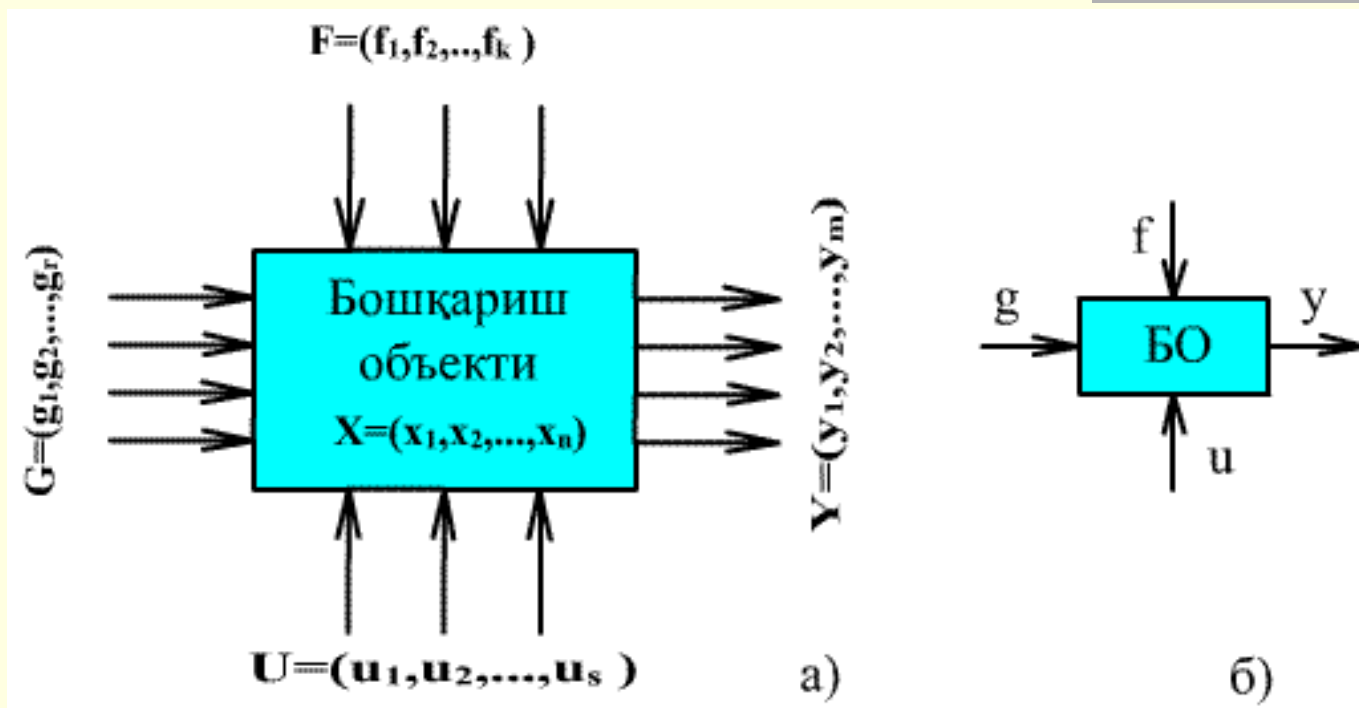 F=(f₁,f₂,..,fₖ )
G=(g₁,g₂,...,gᵣ)
Бошқариш
объекти
X=(x₁,x₂,...,xₙ)
Y=(y₁,y₂,...,yₘ)
U=(u₁,u₂,...,uₛ )
а)
f
g
БО
y
u
б)